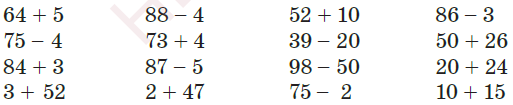 64 + 5 88 – 4 52 + 10 86 – 3
75 – 4 73 + 4 39 – 20 50 + 26
84 + 3 87 – 5 98 – 50 20 + 24
3 + 52 2 + 47 75 – 2 10 + 15